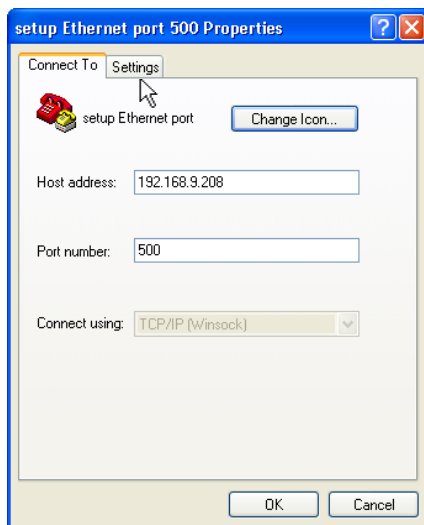 setup Ethernet port 500 Properties
Connect To Settings
setup Ethernet port Change Icon...
Host address: 192.168.9.208
Port number: 500
Connect using: TCP/IP (Winsock)
OK Cancel